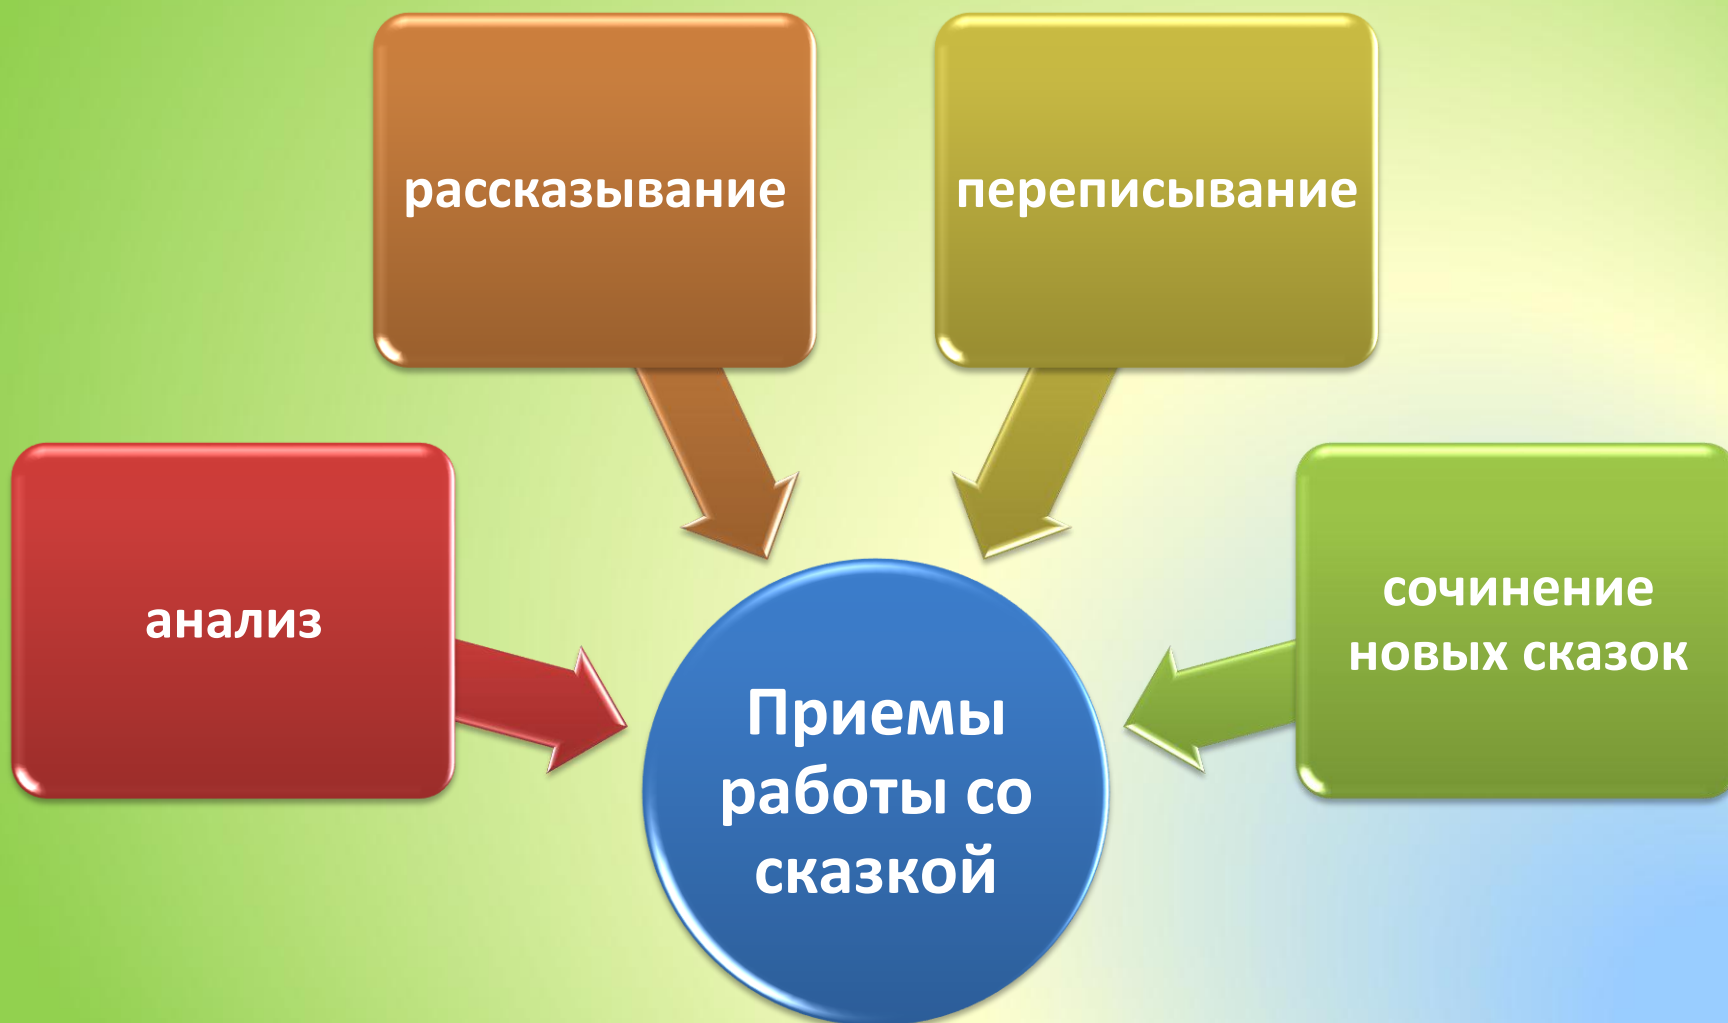 рассказывание
переписывание
анализ
сочинение
новых сказок
Приемы
работы со
сказкой